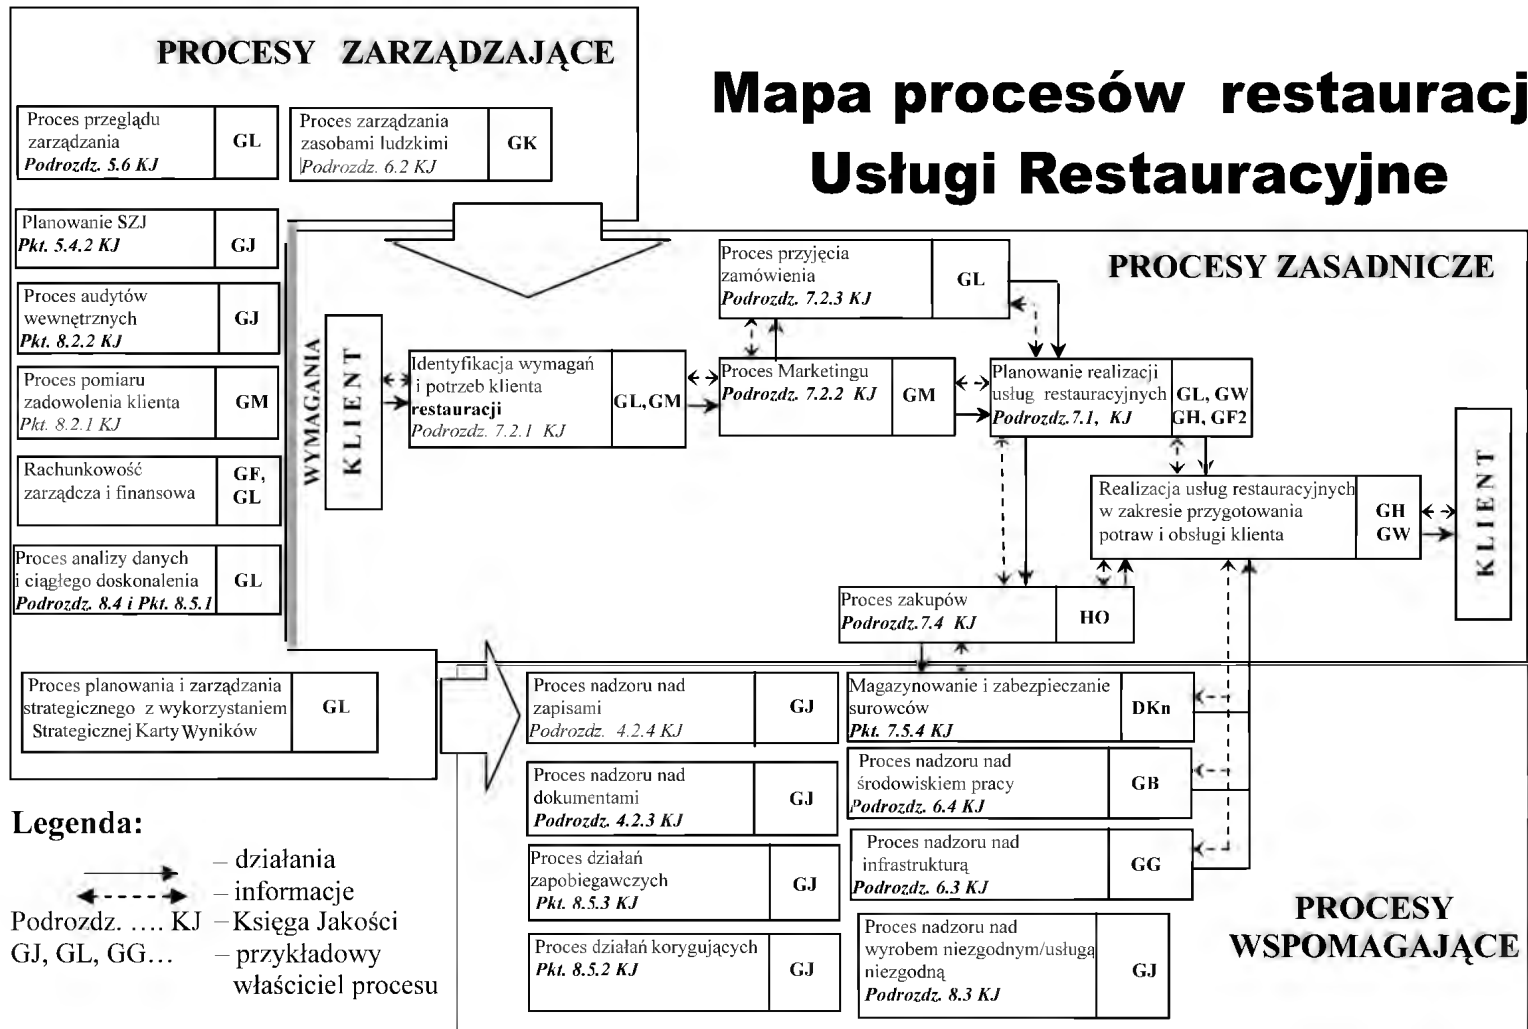 PROCESY ZARZĄDZAJĄCE
Mapa procesów restauracj
Usługi Restauracyjne
Proces przeglądu
zarządzania
Podrozdz. 5.6 KJ
GL
Proces zarządzania
zasobami ludzkimi
Podrozdz. 6.2 KJ
GK
Planowanie SZJ
Pkt. 5.4.2 KJ
GJ
Proces audytów
wewnętrznych
Pkt. 8.2.2 KJ
GJ
Proces pomiaru
zadowolenia klienta
Pkt. 8.2.1 KJ
GM
Rachunkowość
zarządcza i finansowa
GF,
GL
Proces analizy danych
i ciągłego doskonalenia
Podrozdz. 8.4 i Pkt. 8.5.1
GL
Proces planowania i zarządzania
strategicznego z wykorzystaniem
Strategicznej Karty Wyników
GL
PROCESY ZASADNICZE
WYMAGANIA
KLIENT
Identyfikacja wymagań
i potrzeb klienta
restauracji
Podrozdz. 7.2.1 KJ
GL,GM
Proces przyjęcia
zamówienia
Podrozdz. 7.2.3 KJ
GL
Proces Marketingu
Podrozdz. 7.2.2 KJ
GM
Planowanie realizacji
usług restauracyjnych
Podrozdz.7.1, KJ
GL, GW
GH, GF2
Realizacja usług restauracyjnych
w zakresie przygotowania
potraw i obsługi klienta
GH
GW
KLIENT
Proces zakupów
Podrozdz.7.4 KJ
HO
Proces nadzoru nad
zapisami
Podrozdz. 4.2.4 KJ
GJ
Magazynowanie i zabezpieczanie
surowców
Pkt. 7.5.4 KJ
DKn
Proces nadzoru nad
dokumentami
Podrozdz. 4.2.3 KJ
GJ
Proces nadzoru nad
środowiskiem pracy
Podrozdz. 6.4 KJ
GB
Proces działań
zapobiegawczych
Pkt. 8.5.3 KJ
GJ
Proces nadzoru nad
infrastrukturą
Podrozdz. 6.3 KJ
GG
Proces działań korygujących
Pkt. 8.5.2 KJ
GJ
Proces nadzoru nad
wyrobem niezgodnym/usługą
niezgodną
Podrozdz. 8.3 KJ
GJ
PROCESY
WSPOMAGAJĄCE
Legenda:
– działania
– informacje
Podrozdz. …. KJ – Księga Jakości
GJ, GL, GG… – przykładowy
właściciel procesu